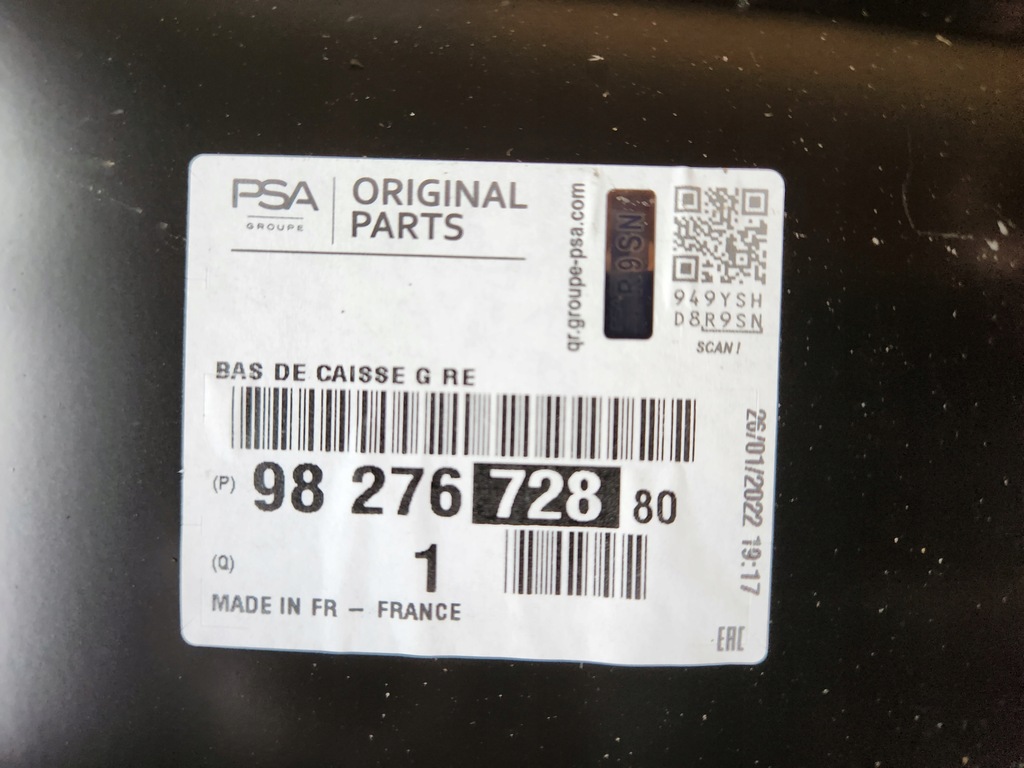 PSA
GROUPE
ORIGINAL
PARTS
qr.groupe-psa.com
R9SN
949YSH
D8R9SN
SCAN!
BAS DE CAISSE G RE
(P) 98 276 728 80
(Q) 1
MADE IN FR – FRANCE
26/01/2022 19:17
EAC